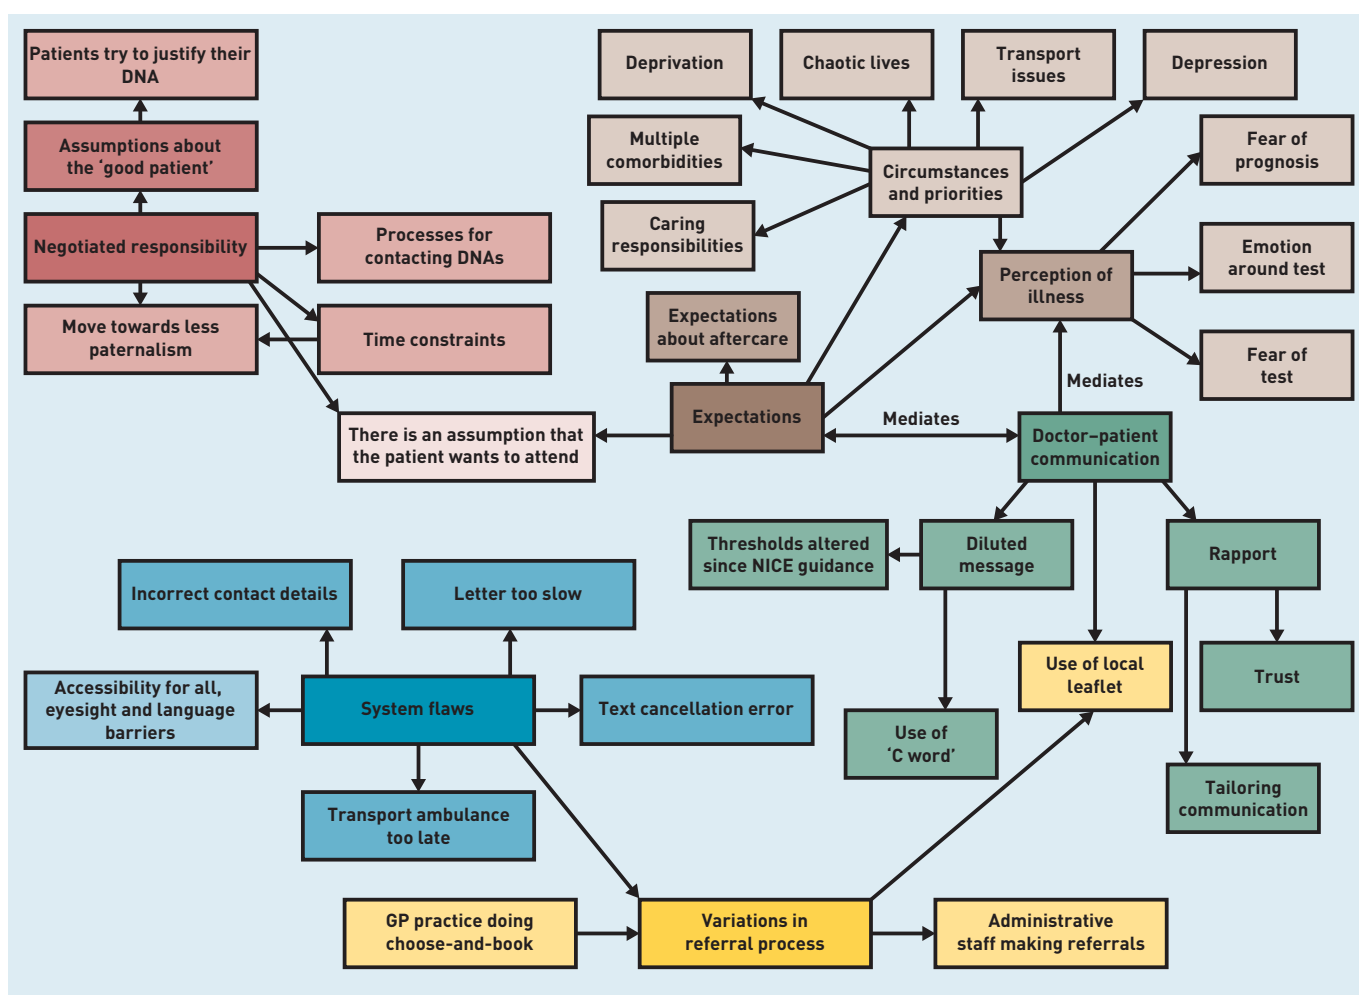 Patients try to justify their
DNA
Assumptions about
the ‘good patient’
Negotiated responsibility
Processes for
contacting DNAs
Move towards less
paternalism
Time constraints
There is an assumption that
the patient wants to attend
Deprivation
Chaotic lives
Transport
issues
Depression
Multiple
comorbidities
Circumstances
and priorities
Fear of
prognosis
Caring
responsibilities
Perception of
illness
Emotion
around test
Expectations
about aftercare
Fear of
test
Mediates
Expectations
Mediates
Doctor–patient
communication
Thresholds altered
since NICE guidance
Diluted
message
Rapport
Use of local
leaflet
Trust
Use of
‘C word’
Tailoring
communication
Incorrect contact details
Letter too slow
Accessibility for all,
eyesight and language
barriers
System flaws
Text cancellation error
Transport ambulance
too late
GP practice doing
choose-and-book
Variations in
referral process
Administrative
staff making referrals